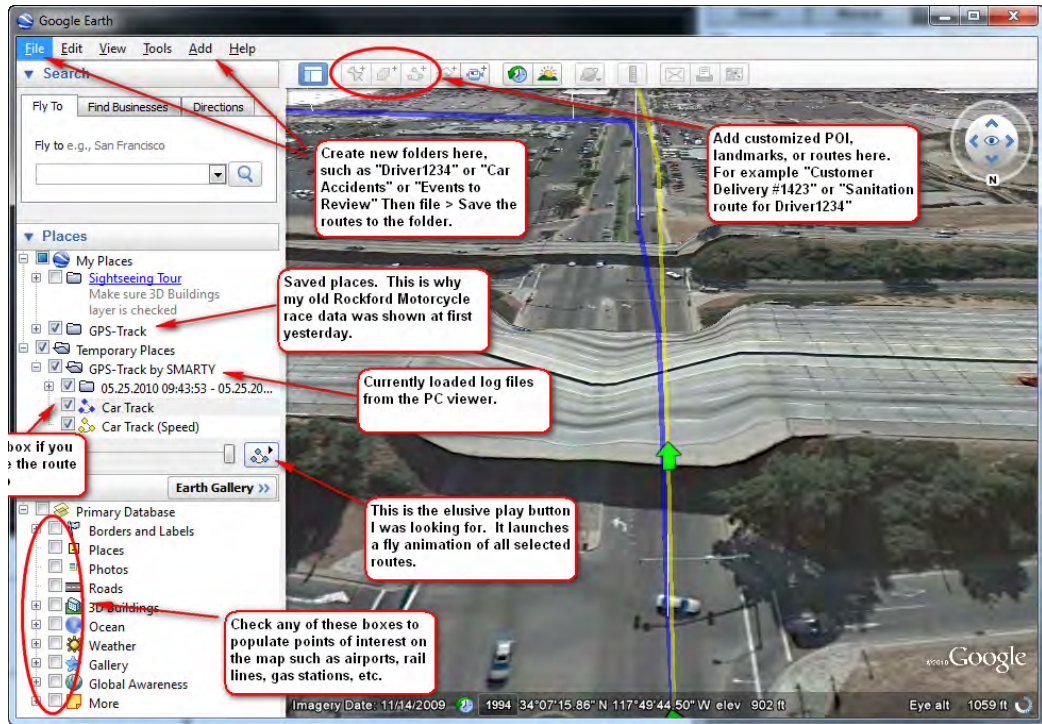 Google Earth
File Edit View Tools Add Help
Search
Fly To Find Businesses Directions
Fly to e.g., San Francisco
Create new folders here,
such as "Driver1234" or "Car
Accidents" or "Events to
Review" Then file > Save the
routes to the folder.
Add customized POI,
landmarks, or routes here.
For example "Customer
Delivery #1423" or "Sanitation
route for Driver1234"
N
Places
My Places
Sightseeing Tour
Make sure 3D Buildings
layer is checked
GPS-Track
Temporary Places
GPS-Track by SMARTY
05.25.2010 09:43:53 - 05.25.20...
Car Track
Car Track (Speed)
Saved places. This is why
my old Rockford Motorcycle
race data was shown at first
yesterday.
Currently loaded log files
from the PC viewer.
box if you
e the route
Earth Gallery >>
This is the elusive play button
I was looking for. It launches
a fly animation of all selected
routes.
Primary Database
Borders and Labels
Places
Photos
Roads
3D Buildings
Ocean
Weather
Gallery
Global Awareness
More
Check any of these boxes to
populate points of interest on
the map such as airports, rail
lines, gas stations, etc.
©2010 Google
Imagery Date: 11/14/2009 1994 34°07'15.86" N 117°49'44.50" W elev 902 ft Eye alt 1059 ft